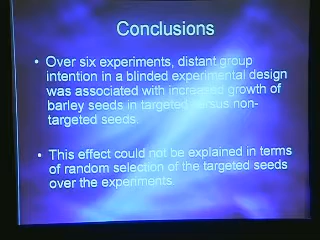 Conclusions
• Over six experiments, distant group
intention in a blinded experimental design
was associated with increased growth of
barley seeds in targeted versus non-
targeted seeds.
• This effect could not be explained in terms
of random selection of the targeted seeds
over the experiments.